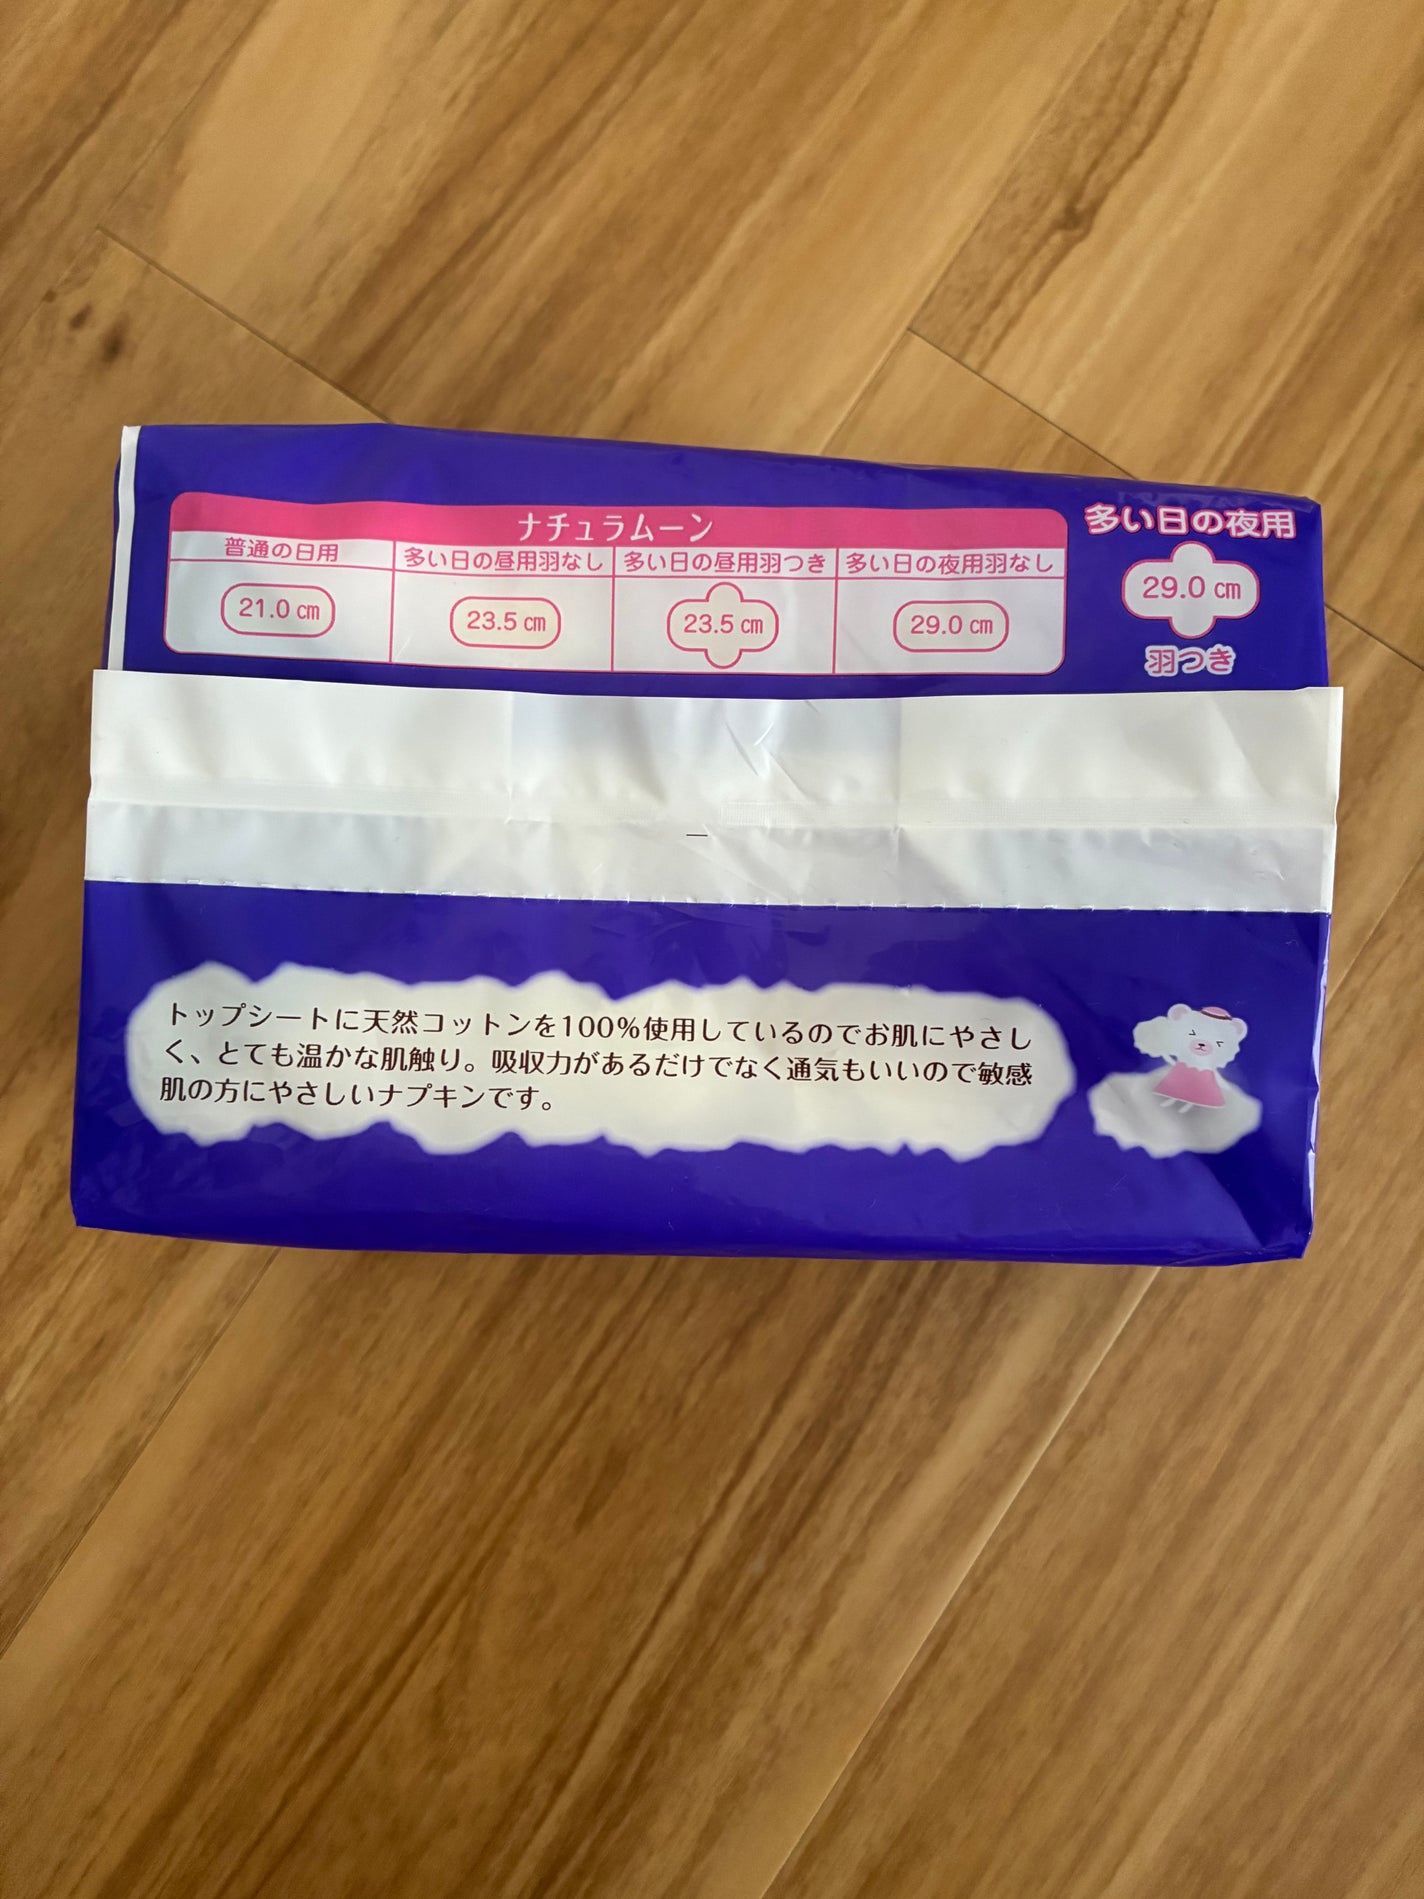 ナチュラムーン
普通の日用
多い日の昼用羽なし
多い日の昼用羽つき
多い日の夜用羽なし
21.0 ㎝
23.5 ㎝
23.5 ㎝
29.0 ㎝
多い日の夜用
29.0 ㎝
羽つき
トップシートに天然コットンを100%使用しているのでお肌にやさし
く、とても温かな肌触り。吸収力があるだけでなく通気もいいので敏感
肌の方にやさしいナプキンです。